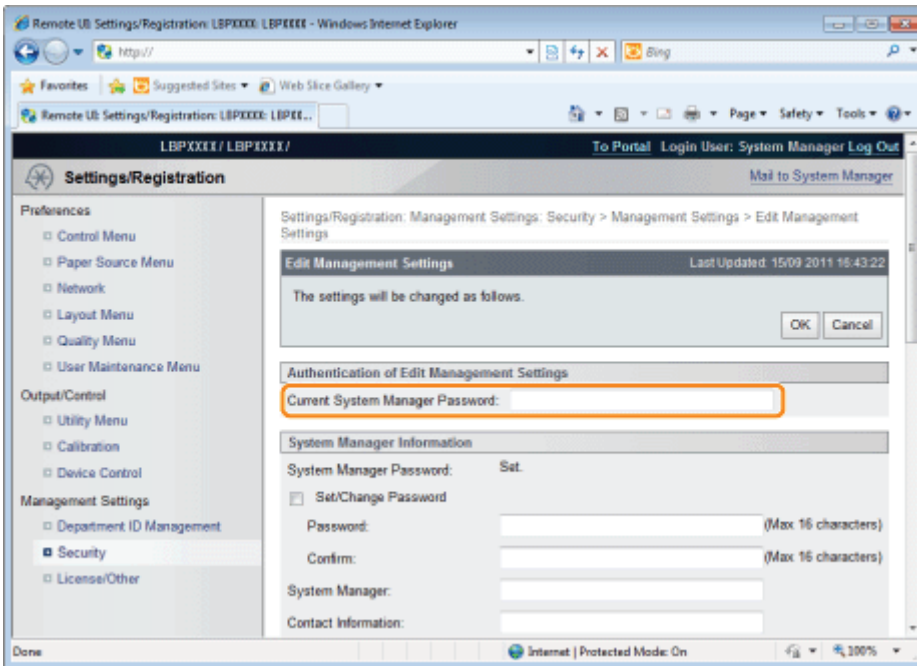 Remote UI: Settings/Registration: LBPXXXX: LBPXXXX - Windows Internet Explorer
http://
Bing
Favorites Suggested Sites Web Slice Gallery
Remote UI: Settings/Registration: LBPXXXX: LBPXX... Page Safety Tools
LBPXXXX / LBPXXXX /
To Portal Login User: System Manager Log Out
Settings/Registration
Mail to System Manager
Preferences
Control Menu
Paper Source Menu
Network
Layout Menu
Quality Menu
User Maintenance Menu
Output/Control
Utility Menu
Calibration
Device Control
Management Settings
Department ID Management
Security
License/Other
Settings/Registration: Management Settings: Security > Management Settings > Edit Management
Settings
Edit Management Settings Last Updated: 15/09 2011 16:43:22
The settings will be changed as follows.
OK Cancel
Authentication of Edit Management Settings
Current System Manager Password:
System Manager Information
System Manager Password: Set.
Set/Change Password
Password: (Max 16 characters)
Confirm: (Max 16 characters)
System Manager:
Contact Information:
Done Internet | Protected Mode: On 100%